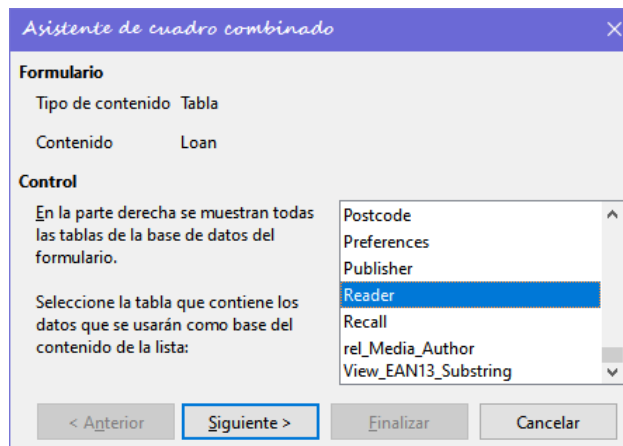 Asistente de cuadro combinado
Formulario
Tipo de contenido Tabla
Contenido Loan
Control
En la parte derecha se muestran todas
las tablas de la base de datos del
formulario.
Seleccione la tabla que contiene los
datos que se usarán como base del
contenido de la lista:
Postcode
Preferences
Publisher
Reader
Recall
rel_Media_Author
View_EAN13_Substring
< Anterior
Siguiente >
Finalizar
Cancelar